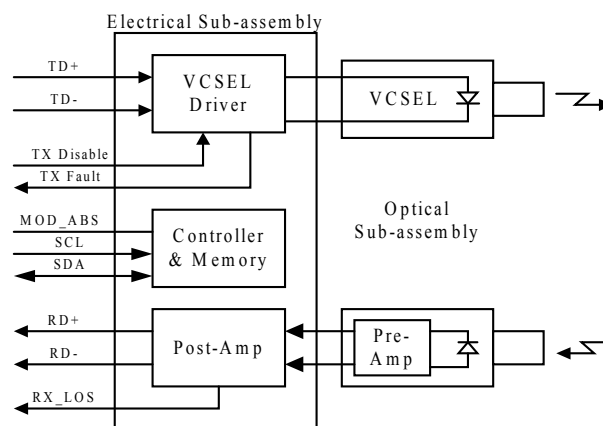 Electrical Sub-assembly
TD+
TD-
TX Disable
TX Fault
VCSEL
Driver
VCSEL
MOD_ABS
SCL
SDA
Controller
& Memory
Optical
Sub-assembly
RD+
RD-
RX_LOS
Post-Amp
Pre-
Amp